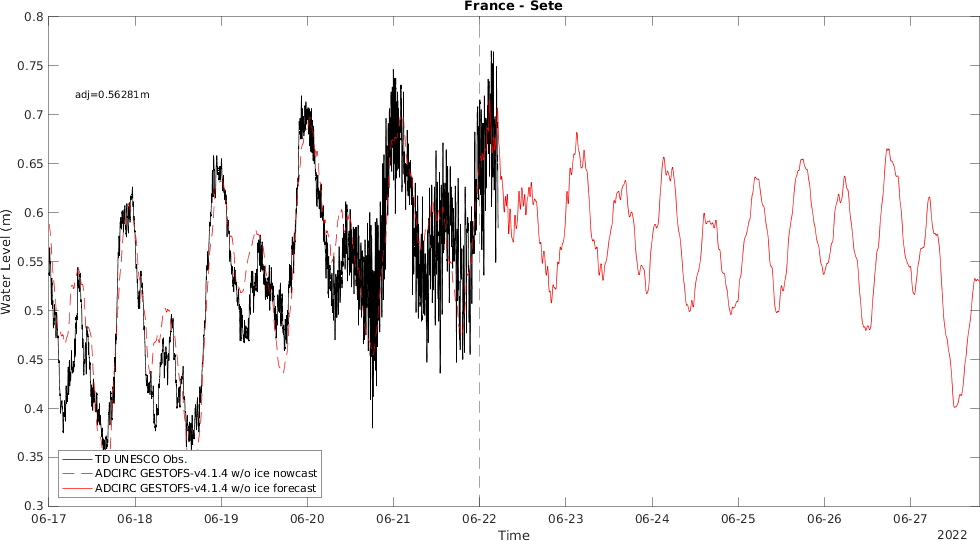 France - Sete
0.8
0.75
0.7
0.65
0.6
0.55
0.5
0.45
0.4
0.35
0.3
Water Level (m)
adj=0.56281m
TD UNESCO Obs.
ADCIRC GESTOFS-v4.1.4 w/o ice nowcast
ADCIRC GESTOFS-v4.1.4 w/o ice forecast
06-17 06-18 06-19 06-20 06-21 06-22 06-23 06-24 06-25 06-26 06-27
Time
2022